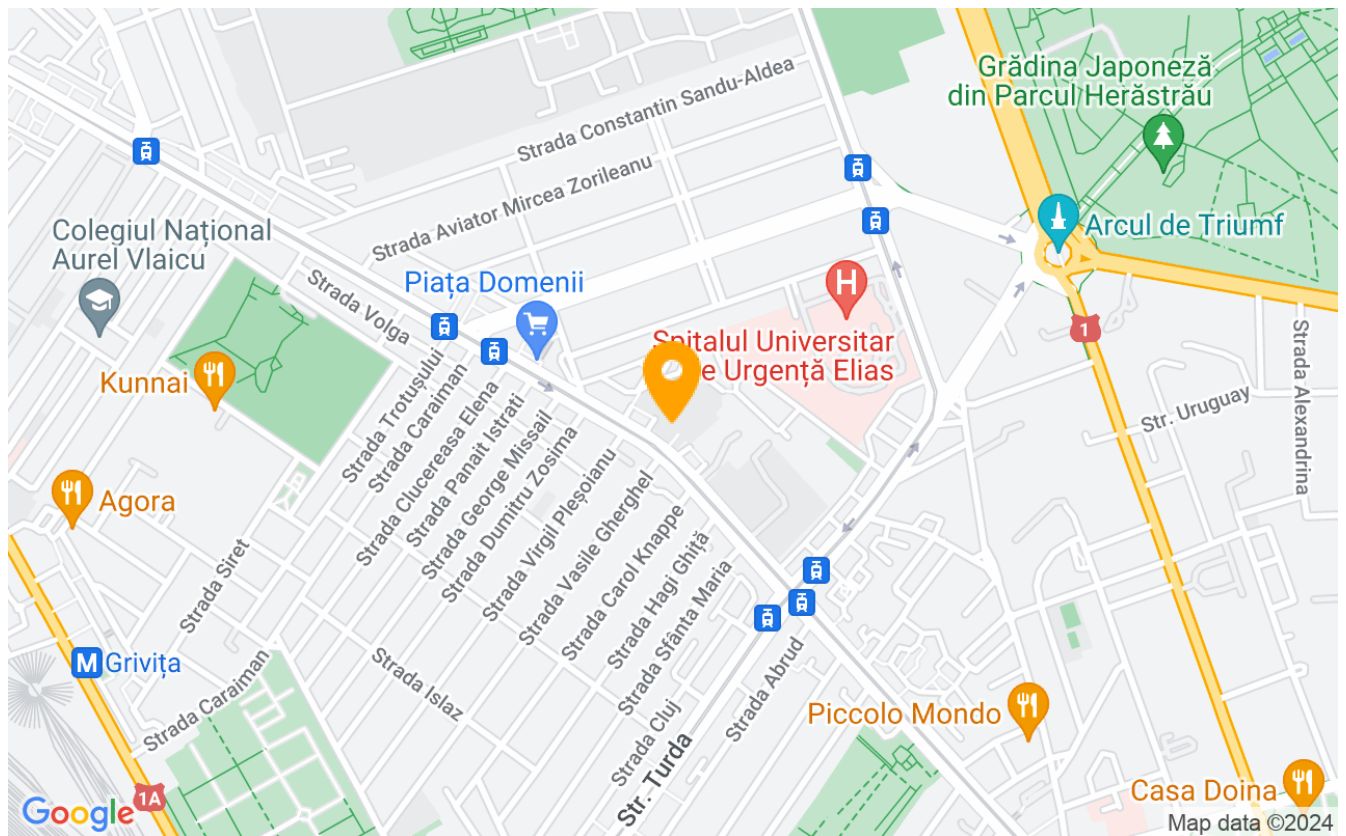 Grădina Japoneză
din Parcul Herăstrău
Strada Constantin Sandu-Aldea
Strada Aviator Mircea Zorileanu
Colegiul Național
Aurel Vlaicu
Arcul de Triumf
Piața Domenii
Strada Volga
H
Spitalul Universitar
e Urgență Elias
1
Strada Alexandrina
Kunnai
Str. Uruguay
Strada Trotușului
Strada Caraiman
Strada Clucereasa Elena
Strada Panait Istrati
Strada George Missail
Strada Dumitru Zosima
Strada Virgil Pleșoianu
Strada Vasile Gherghel
Strada Carol Knappe
Strada Hagi Ghiță
Strada Sfânta Maria
Agora
Strada Siret
M Grivița
Strada Caraiman
Strada Islaz
Strada Cluj
Str. Turda
Strada Abrud
Piccolo Mondo
Casa Doina
1A
Google
Map data ©2024